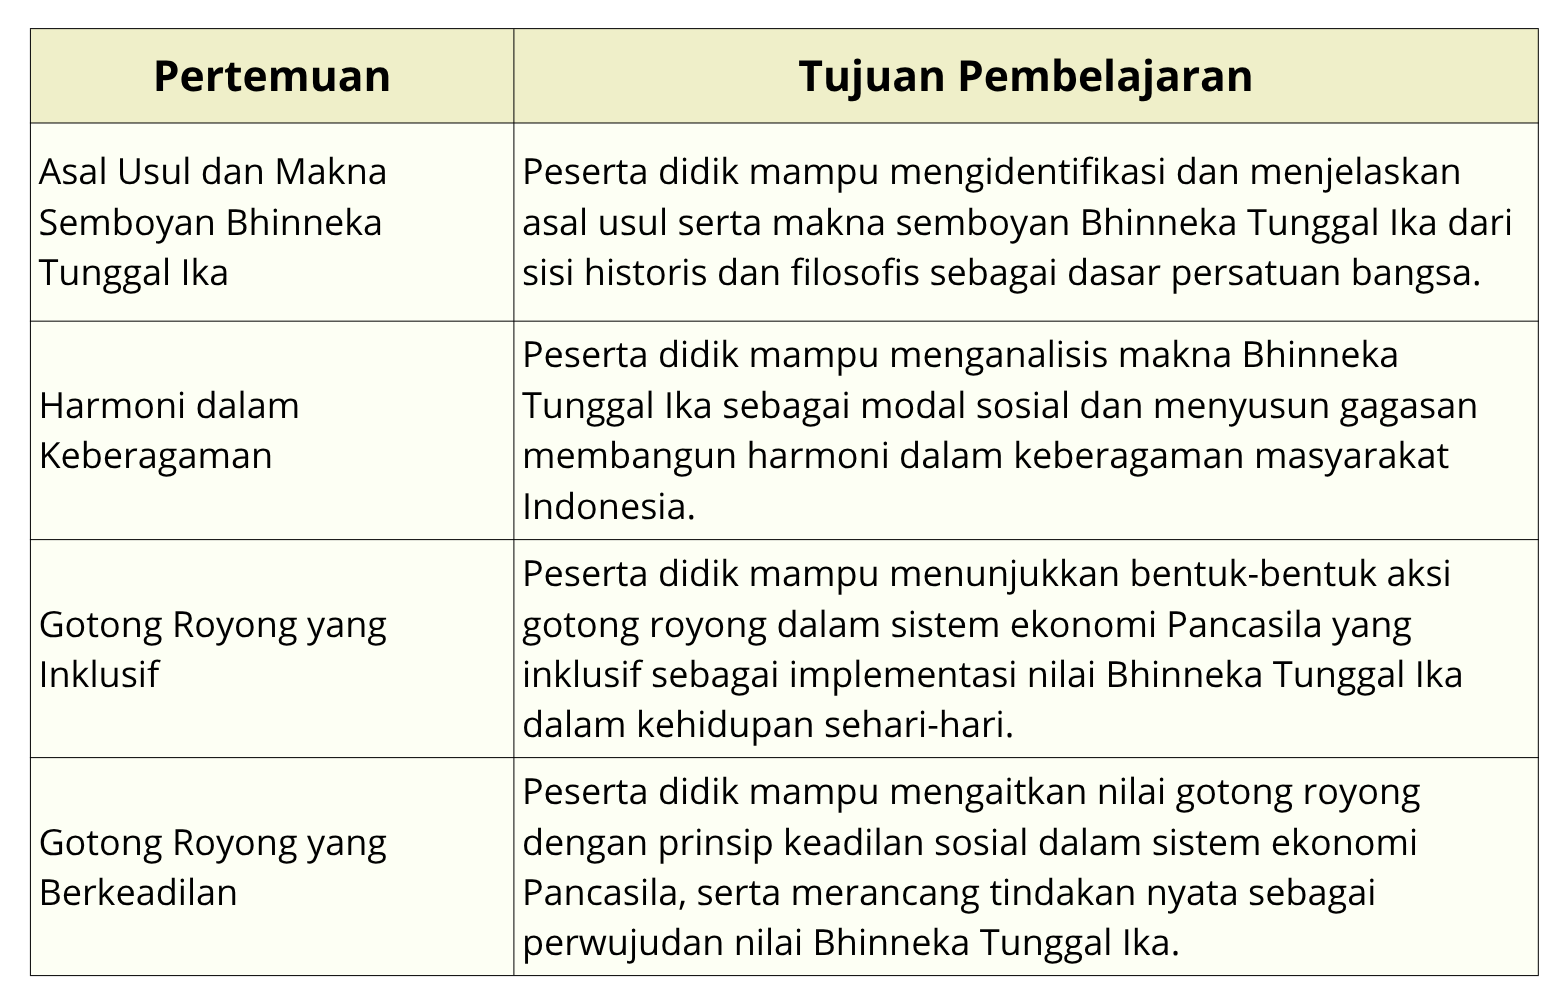 Pertemuan
Tujuan Pembelajaran
Asal Usul dan Makna
Semboyan Bhinneka
Tunggal Ika
Peserta didik mampu mengidentifikasi dan menjelaskan
asal usul serta makna semboyan Bhinneka Tunggal Ika dari
sisi historis dan filosofis sebagai dasar persatuan bangsa.
Harmoni dalam
Keberagaman
Peserta didik mampu menganalisis makna Bhinneka
Tunggal Ika sebagai modal sosial dan menyusun gagasan
membangun harmoni dalam keberagaman masyarakat
Indonesia.
Gotong Royong yang
Inklusif
Peserta didik mampu menunjukkan bentuk-bentuk aksi
gotong royong dalam sistem ekonomi Pancasila yang
inklusif sebagai implementasi nilai Bhinneka Tunggal Ika
dalam kehidupan sehari-hari.
Gotong Royong yang
Berkeadilan
Peserta didik mampu mengaitkan nilai gotong royong
dengan prinsip keadilan sosial dalam sistem ekonomi
Pancasila, serta merancang tindakan nyata sebagai
perwujudan nilai Bhinneka Tunggal Ika.